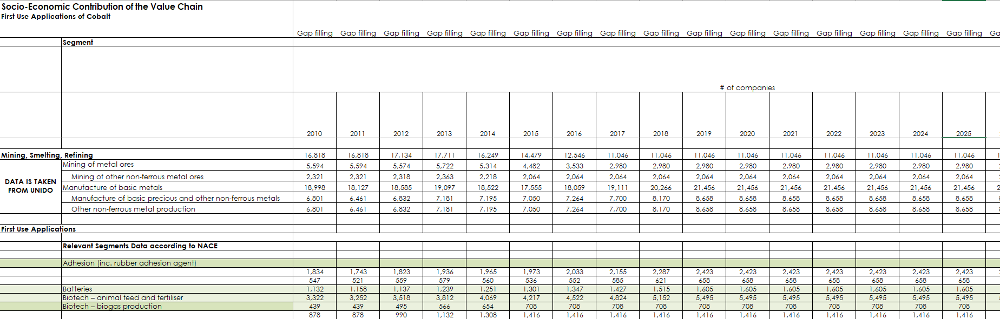 Socio-Economic Contribution of the Value Chain
First Use Applications of Cobalt
Gap filling Gap filling Gap filling Gap filling Gap filling Gap filling Gap filling Gap filling Gap filling Gap filling Gap filling Gap filling Gap filling Gap filling Gap filling Gap filling Ga
Segment
# of companies
2010 2011 2012 2013 2014 2015 2016 2017 2018 2019 2020 2021 2022 2023 2024 2025
Mining, Smelting, Refining 16,818 16,818 17,134 17,711 16,249 14,479 12,546 11,046 11,046 11,046 11,046 11,046 11,046 11,046 11,046 11,046
Mining of metal ores 5,594 5,594 5,574 5,722 5,314 4,482 3,533 2,980 2,980 2,980 2,980 2,980 2,980 2,980 2,980 2,980
DATA IS TAKEN FROM UNIDO
Mining of other non-ferrous metal ores 2,321 2,321 2,318 2,363 2,218 2,064 2,064 2,064 2,064 2,064 2,064 2,064 2,064 2,064 2,064 2,064
Manufacture of basic metals 18,998 18,127 18,585 19,097 18,522 17,555 18,059 19,111 20,266 21,456 21,456 21,456 21,456 21,456 21,456 21,456
Manufacture of basic precious and other non-ferrous metals 6,801 6,461 6,832 7,181 7,195 7,050 7,264 7,700 8,170 8,658 8,658 8,658 8,658 8,658 8,658 8,658
Other non-ferrous metal production 6,801 6,461 6,832 7,181 7,195 7,050 7,264 7,700 8,170 8,658 8,658 8,658 8,658 8,658 8,658 8,658
First Use Applications
Relevant Segments Data according to NACE
Adhesion (inc. rubber adhesion agent)
1,834 1,743 1,823 1,936 1,965 1,973 2,033 2,155 2,287 2,423 2,423 2,423 2,423 2,423 2,423 2,423
547 521 559 579 560 536 552 585 621 658 658 658 658 658 658 658
Batteries 1,132 1,158 1,137 1,239 1,251 1,301 1,347 1,427 1,515 1,605 1,605 1,605 1,605 1,605 1,605 1,605
Biotech – animal feed and fertiliser 3,322 3,252 3,518 3,812 4,069 4,217 4,522 4,824 5,152 5,495 5,495 5,495 5,495 5,495 5,495 5,495
Biotech – biogas production 439 439 495 566 654 708 708 708 708 708 708 708 708 708 708 708
878 878 990 1,132 1,308 1,416 1,416 1,416 1,416 1,416 1,416 1,416 1,416 1,416 1,416 1,416